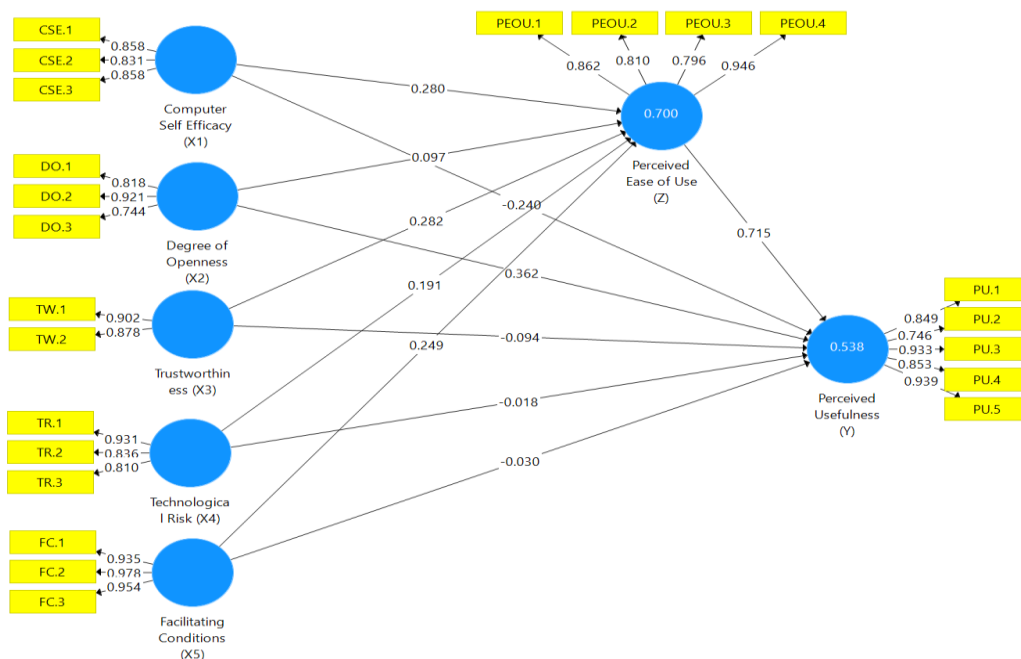 PEOU.1
PEOU.2
PEOU.3
PEOU.4
0.862
0.810
0.796
0.946
CSE.1
CSE.2
CSE.3
0.858
0.831
0.858
Computer
Self Efficacy
(X1)
0.280
0.700
Perceived
Ease of Use
(Z)
DO.1
DO.2
DO.3
0.818
0.921
0.744
Degree of
Openness
(X2)
0.097
-0.240
0.282
0.715
0.362
0.191
TW.1
TW.2
0.902
0.878
Trustworthin
ess (X3)
-0.094
0.249
0.538
Perceived
Usefulness
(Y)
PU.1
PU.2
PU.3
PU.4
PU.5
0.849
0.746
0.933
0.853
0.939
TR.1
TR.2
TR.3
0.931
0.836
0.810
Technologica
l Risk (X4)
-0.018
-0.030
FC.1
FC.2
FC.3
0.935
0.978
0.954
Facilitating
Conditions
(X5)